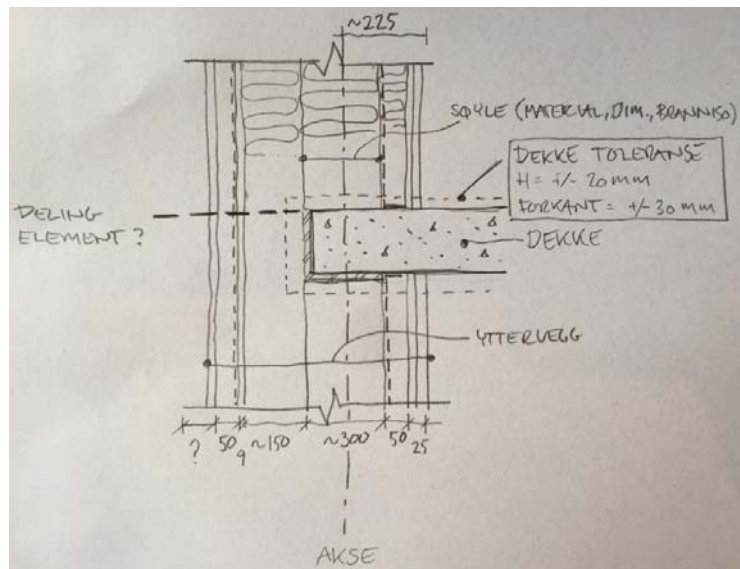 ~225
SØYLE (MATERIAL, DIM., BRANNISO)
DEKKE TOLERANSE
H = +/- 20 mm
FORKANT = +/- 30 mm
DELING
ELEMENT?
DEKKE
YTTERVEGG
? 50 9 ~150 ~300 50 25
AKSE